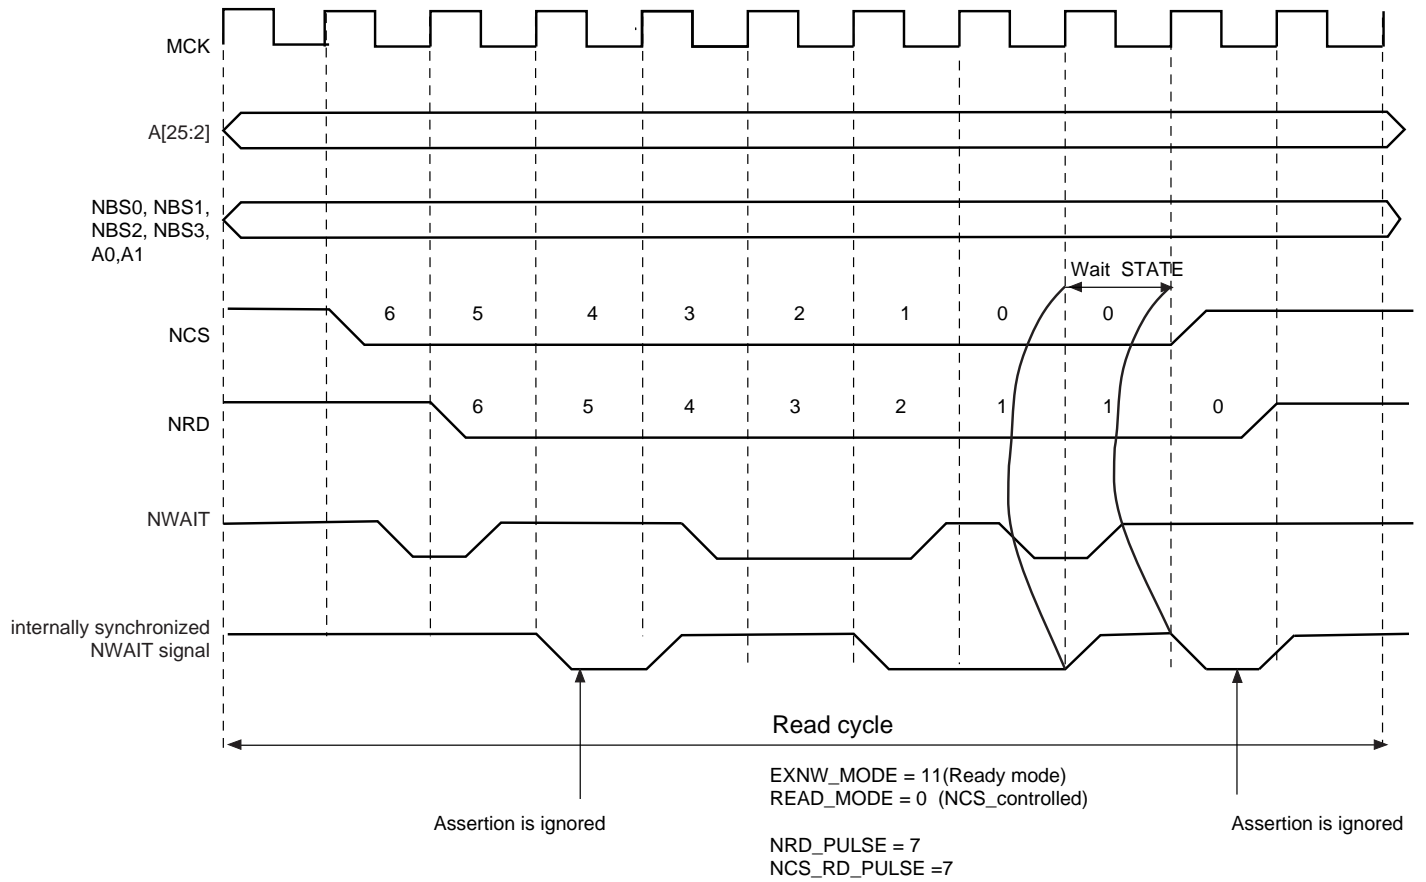 MCK
A[25:2]
NBS0, NBS1,
NBS2, NBS3,
A0,A1
Wait STATE
NCS
6 5 4 3 2 1 0 0
NRD
6 5 4 3 2 1 1 0
NWAIT
internally synchronized
NWAIT signal
Read cycle
EXNW_MODE = 11(Ready mode)
READ_MODE = 0 (NCS_controlled)
Assertion is ignored
Assertion is ignored
NRD_PULSE = 7
NCS_RD_PULSE =7